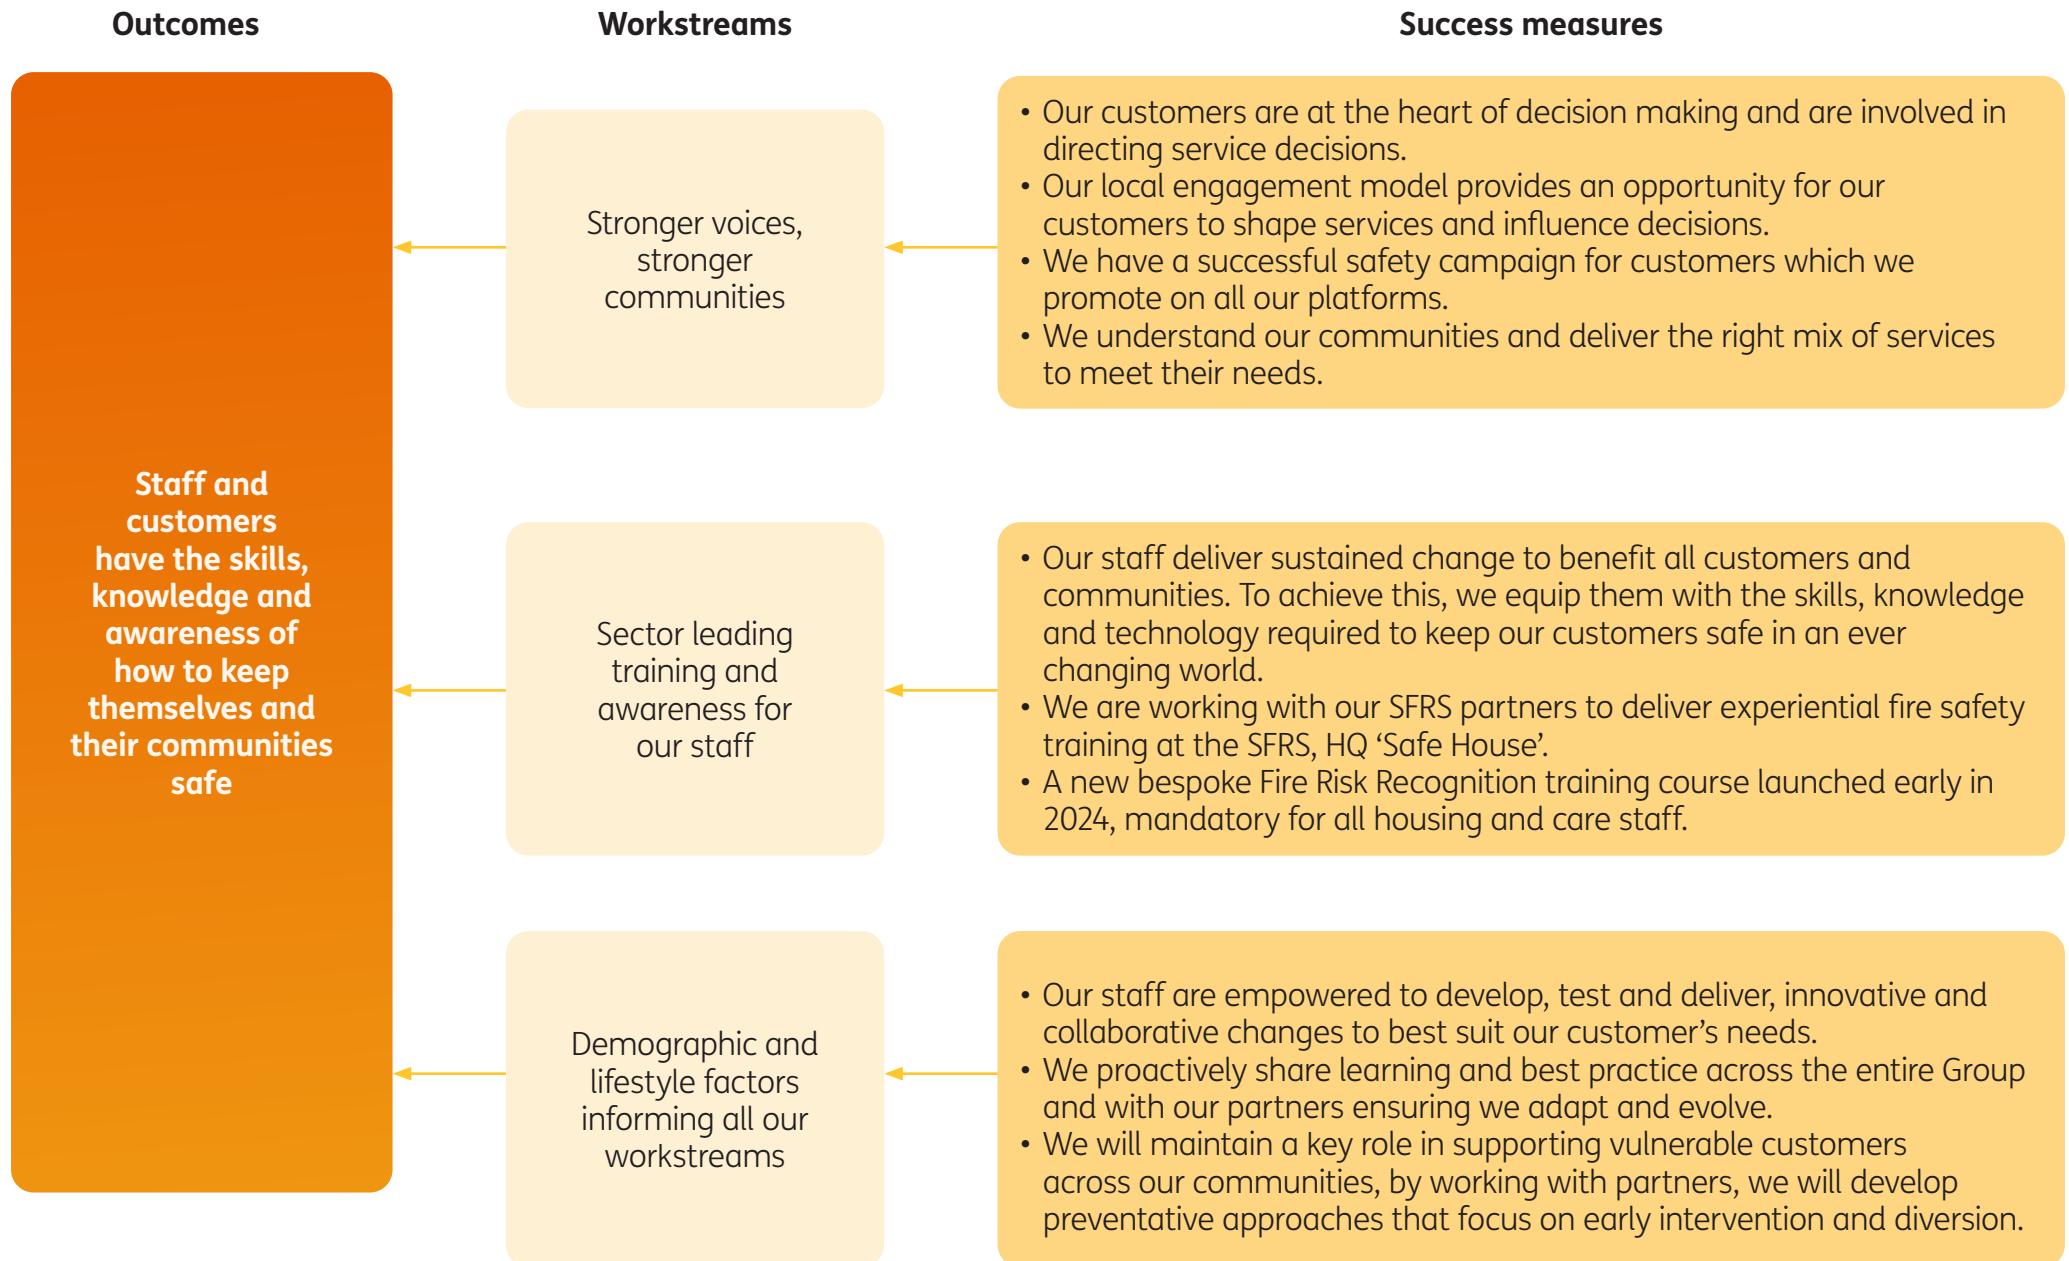 Outcomes
Workstreams
Success measures
Staff and
customers
have the skills,
knowledge and
awareness of
how to keep
themselves and
their communities
safe
Stronger voices,
stronger
communities
• Our customers are at the heart of decision making and are involved in
directing service decisions.
• Our local engagement model provides an opportunity for our
customers to shape services and influence decisions.
• We have a successful safety campaign for customers which we
promote on all our platforms.
• We understand our communities and deliver the right mix of services
to meet their needs.
Sector leading
training and
awareness for
our staff
• Our staff deliver sustained change to benefit all customers and
communities. To achieve this, we equip them with the skills, knowledge
and technology required to keep our customers safe in an ever
changing world.
• We are working with our SFRS partners to deliver experiential fire safety
training at the SFRS, HQ ‘Safe House’.
• A new bespoke Fire Risk Recognition training course launched early in
2024, mandatory for all housing and care staff.
Demographic and
lifestyle factors
informing all our
workstreams
• Our staff are empowered to develop, test and deliver, innovative and
collaborative changes to best suit our customer’s needs.
• We proactively share learning and best practice across the entire Group
and with our partners ensuring we adapt and evolve.
• We will maintain a key role in supporting vulnerable customers
across our communities, by working with partners, we will develop
preventative approaches that focus on early intervention and diversion.